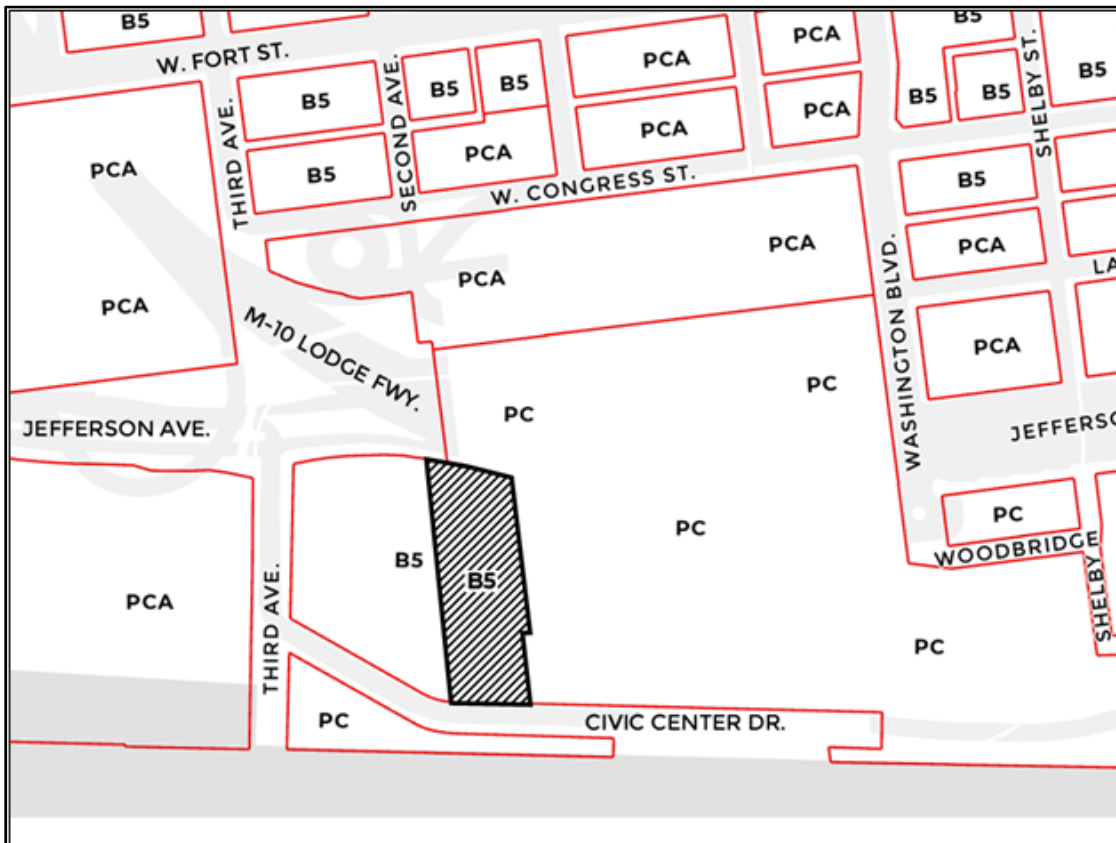 B5
B5
W. FORT ST.
PCA
PCA
B5
B5
B5
B5
B5
B5
SHELBY ST.
PCA
THIRD AVE.
SECOND AVE.
PCA
PCA
PCA
B5
W. CONGRESS ST.
B5
PCA
PCA
PCA
PCA
M-10 LODGE FWY.
WASHINGTON BLVD.
LA
PCA
PC
PC
JEFFERSON AVE.
JEFFERSO
PC
PC
WOODBRIDGE
B5
B5
PCA
THIRD AVE.
SHELBY
PC
PC
CIVIC CENTER DR.